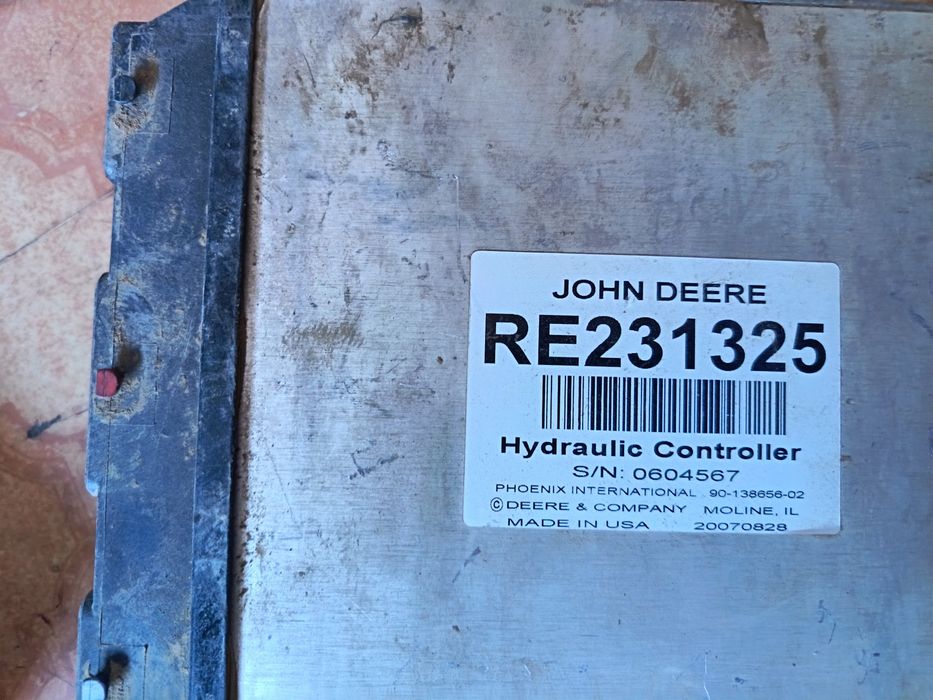 JOHN DEERE
RE231325
Hydraulic Controller
S/N: 0604567
PHOENIX INTERNATIONAL 90-138656-02
© DEERE & COMPANY MOLINE, IL
MADE IN USA 20070828